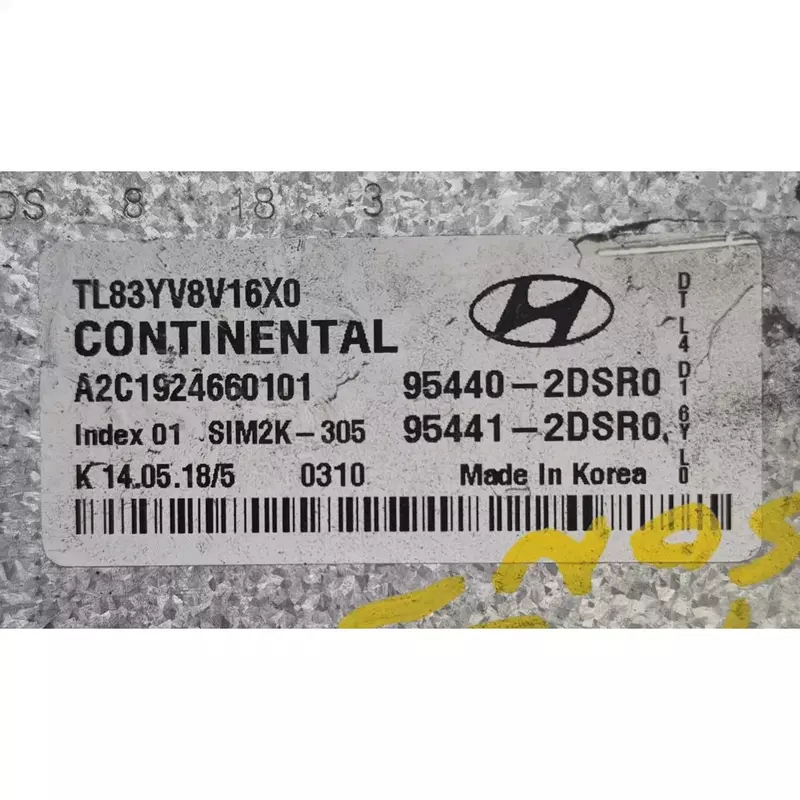 DS 8 18 3
TL83YV8V16X0
CONTINENTAL
A2C1924660101 95440-2DSR0
Index 01 SIM2K-305 95441-2DSR0
K 14.05.18/5 0310 Made In Korea
DT L4 D1 6Y L0